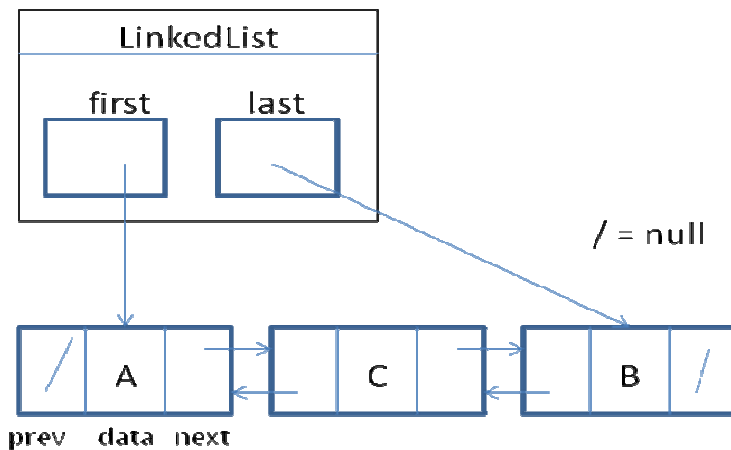 LinkedList
first last
/ = null
/ A C B /
prev data next